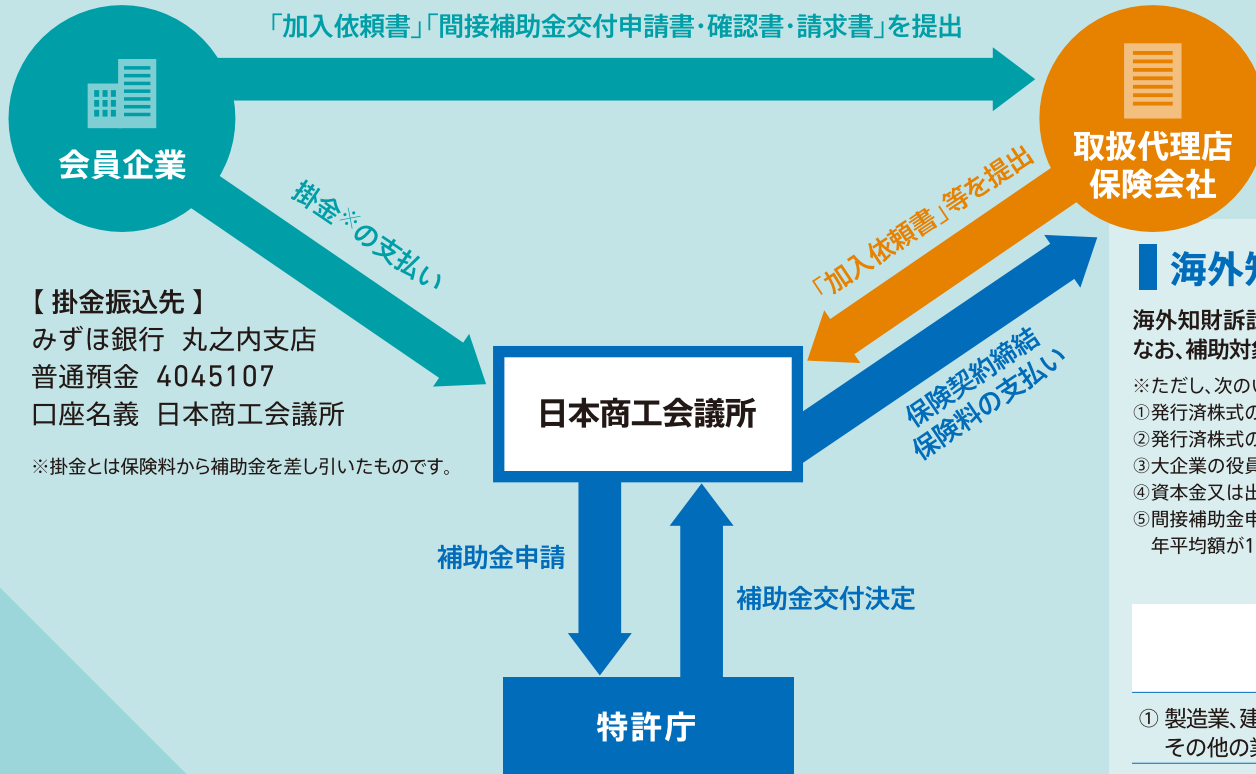 「加入依頼書」「間接補助金交付申請書・確認書・請求書」を提出
会員企業
取扱代理店
保険会社
掛金※の支払い
「加入依頼書」等を提出
【 掛金振込先 】
みずほ銀行 丸之内支店
普通預金 4045107
口座名義 日本商工会議所
※掛金とは保険料から補助金を差し引いたものです。
日本商工会議所
保険契約締結
保険料の支払い
補助金申請
補助金交付決定
特許庁
海外知
海外知財訴訟
なお、補助対象
※ただし、次のい
①発行済株式の
②発行済株式の
③大企業の役員
④資本金又は出
⑤間接補助金申
年平均額が1
① 製造業、建
その他の業